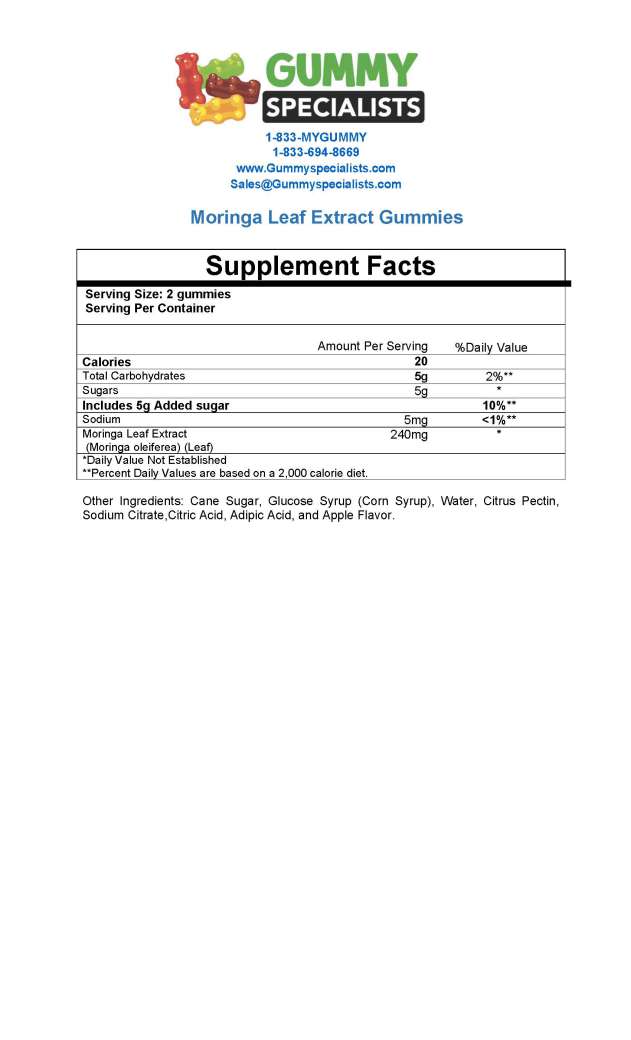 GUMMY
SPECIALISTS
1-833-MYGUMMY
1-833-694-8669
www.Gummyspecialists.com
Sales@Gummyspecialists.com
Moringa Leaf Extract Gummies
Supplement Facts
Serving Size: 2 gummies
Serving Per Container
Amount Per Serving %Daily Value
Calories 20
Total Carbohydrates 5g 2%**
Sugars 5g *
Includes 5g Added sugar 10%**
Sodium 5mg <1%**
Moringa Leaf Extract 240mg *
(Moringa oleiferea) (Leaf)
*Daily Value Not Established
**Percent Daily Values are based on a 2,000 calorie diet.
Other Ingredients: Cane Sugar, Glucose Syrup (Corn Syrup), Water, Citrus Pectin,
Sodium Citrate,Citric Acid, Adipic Acid, and Apple Flavor.